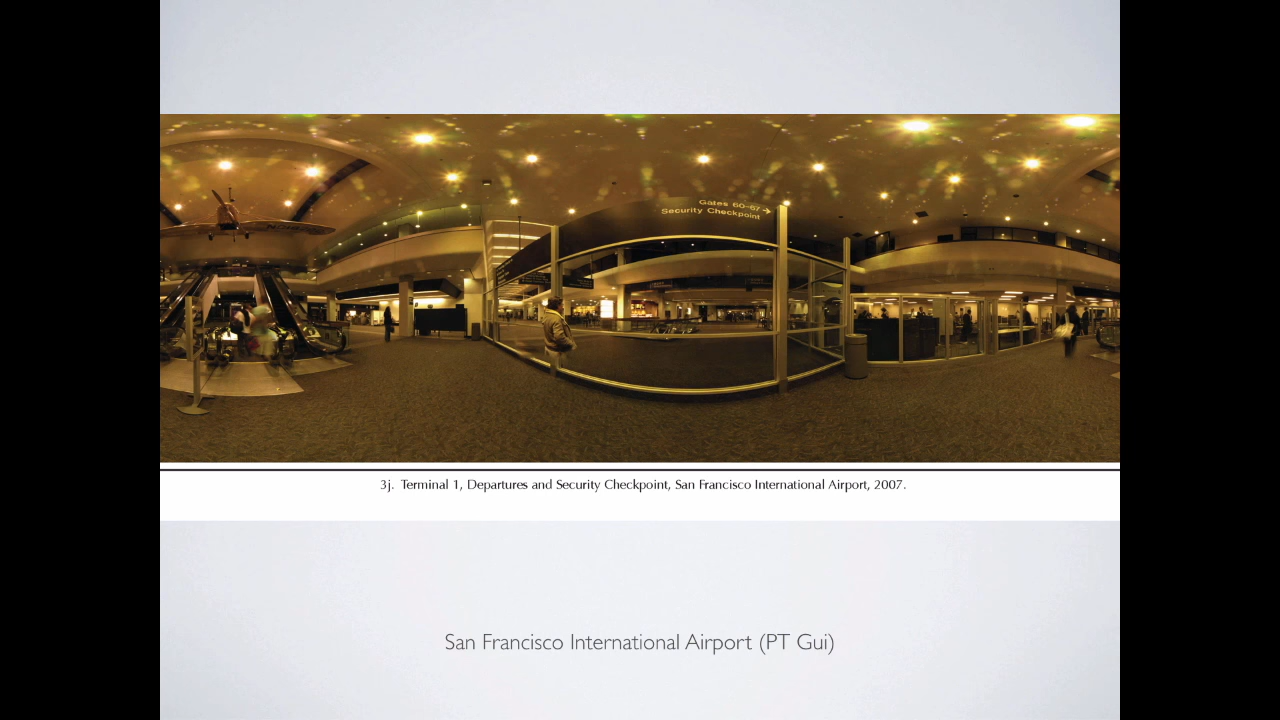 Gates 60-67 →
Security Checkpoint
3j. Terminal 1, Departures and Security Checkpoint, San Francisco International Airport, 2007.
San Francisco International Airport (PT Gui)